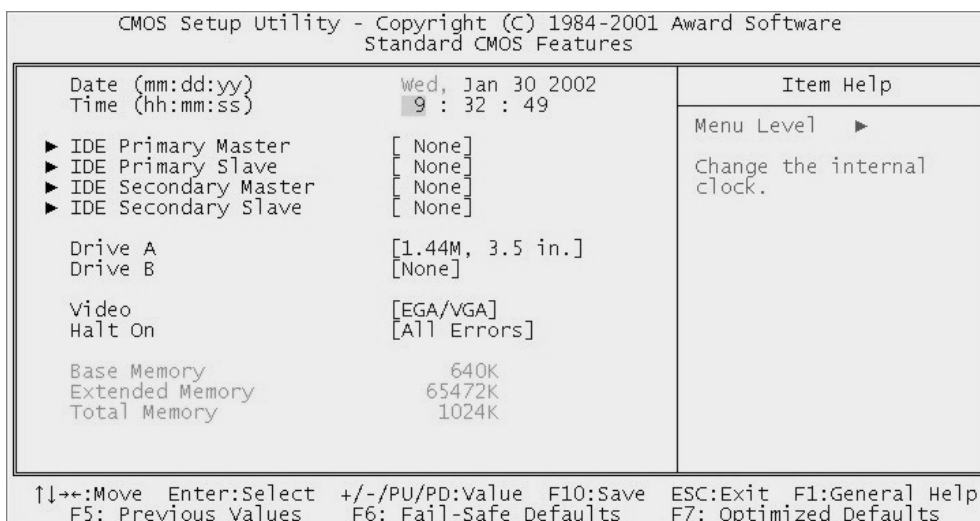 CMOS Setup Utility - Copyright (C) 1984-2001 Award Software
Standard CMOS Features
Date (mm:dd:yy) Wed, Jan 30 2002
Time (hh:mm:ss) 9 : 32 : 49
► IDE Primary Master [ None]
► IDE Primary Slave [ None]
► IDE Secondary Master [ None]
► IDE Secondary Slave [ None]
Drive A [1.44M, 3.5 in.]
Drive B [None]
Video [EGA/VGA]
Halt On [All Errors]
Base Memory 640K
Extended Memory 65472K
Total Memory 1024K
Item Help
Menu Level ►
Change the internal
clock.
↑↓→←:Move Enter:Select +/-/PU/PD:Value F10:Save ESC:Exit F1:General Help
F5: Previous Values F6: Fail-Safe Defaults F7: Optimized Defaults